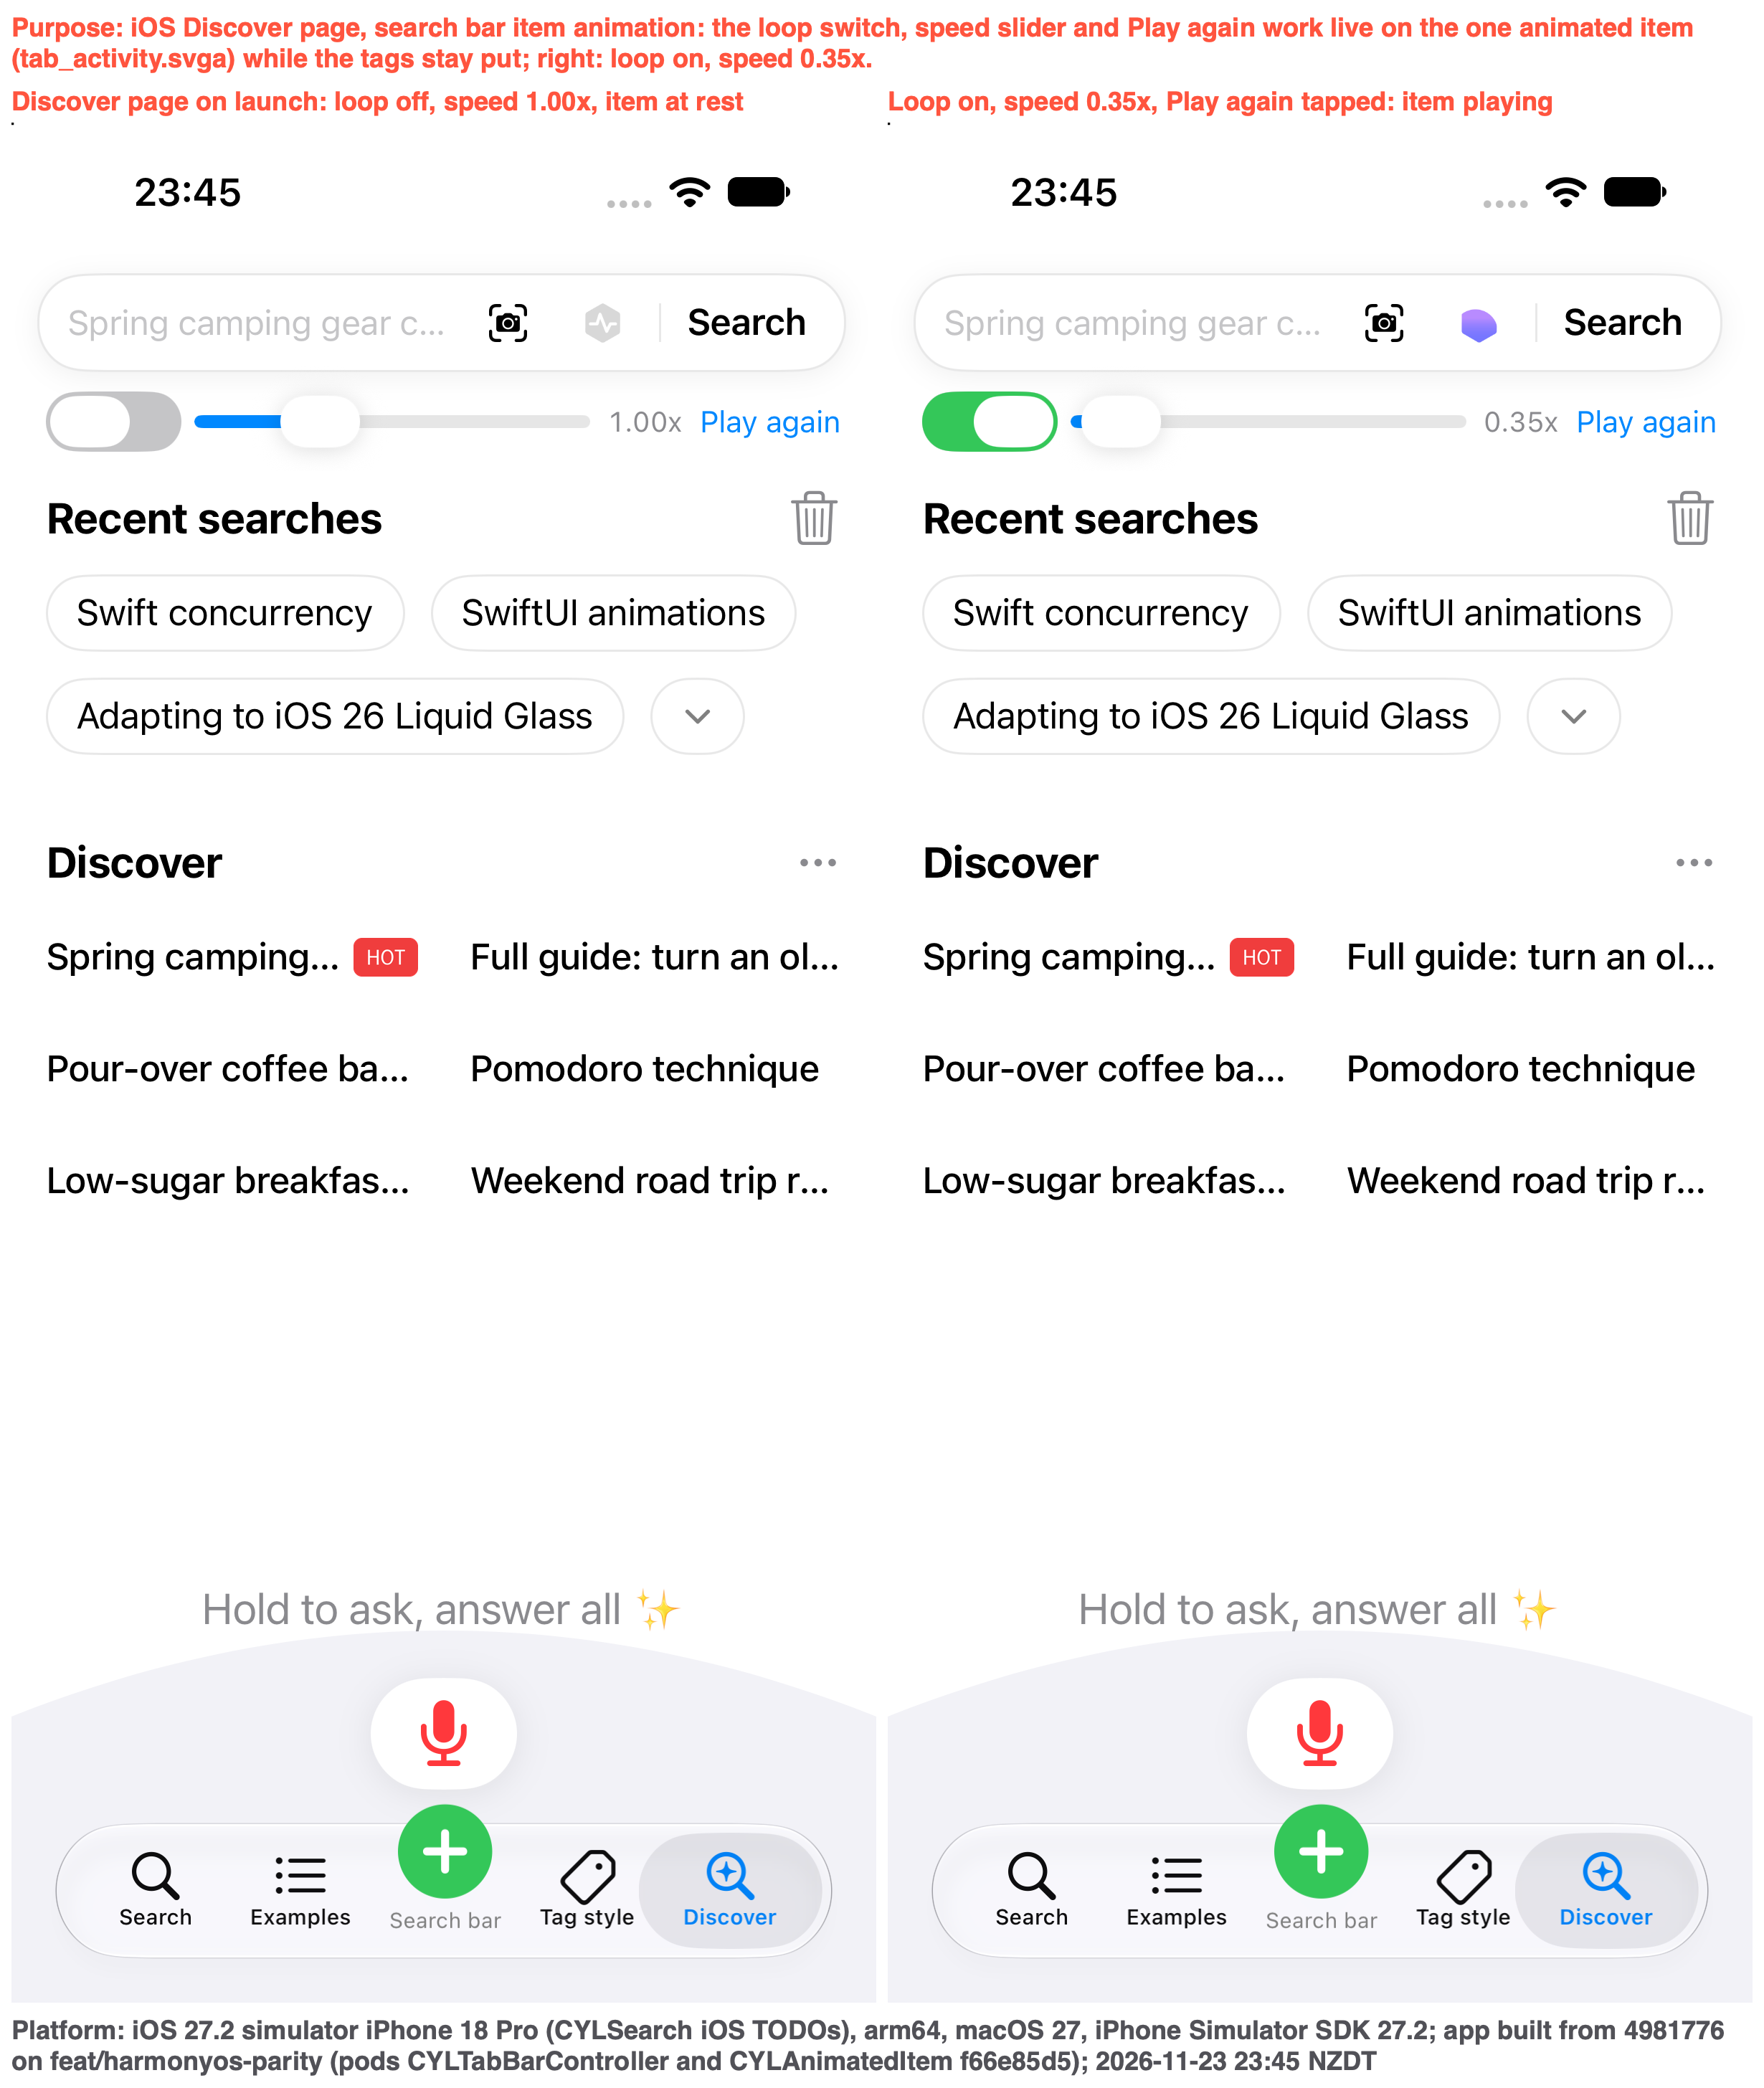 Purpose: iOS Discover page, search bar item animation: the loop switch, speed slider and Play again work live on the one animated item
(tab_activity.svga) while the tags stay put; right: loop on, speed 0.35x.
Discover page on launch: loop off, speed 1.00x, item at rest
23:45
Spring camping gear c...
Search
1.00x
Play again
Recent searches
Swift concurrency
SwiftUI animations
Adapting to iOS 26 Liquid Glass
Discover
Spring camping...
HOT
Full guide: turn an ol...
Pour-over coffee ba...
Pomodoro technique
Low-sugar breakfas...
Weekend road trip r...
Hold to ask, answer all ✨
Search
Examples
Search bar
Tag style
Discover
Loop on, speed 0.35x, Play again tapped: item playing
23:45
Spring camping gear c...
Search
0.35x
Play again
Recent searches
Swift concurrency
SwiftUI animations
Adapting to iOS 26 Liquid Glass
Discover
Spring camping...
HOT
Full guide: turn an ol...
Pour-over coffee ba...
Pomodoro technique
Low-sugar breakfas...
Weekend road trip r...
Hold to ask, answer all ✨
Search
Examples
Search bar
Tag style
Discover
Platform: iOS 27.2 simulator iPhone 18 Pro (CYLSearch iOS TODOs), arm64, macOS 27, iPhone Simulator SDK 27.2; app built from 4981776
on feat/harmonyos-parity (pods CYLTabBarController and CYLAnimatedItem f66e85d5); 2026-11-23 23:45 NZDT